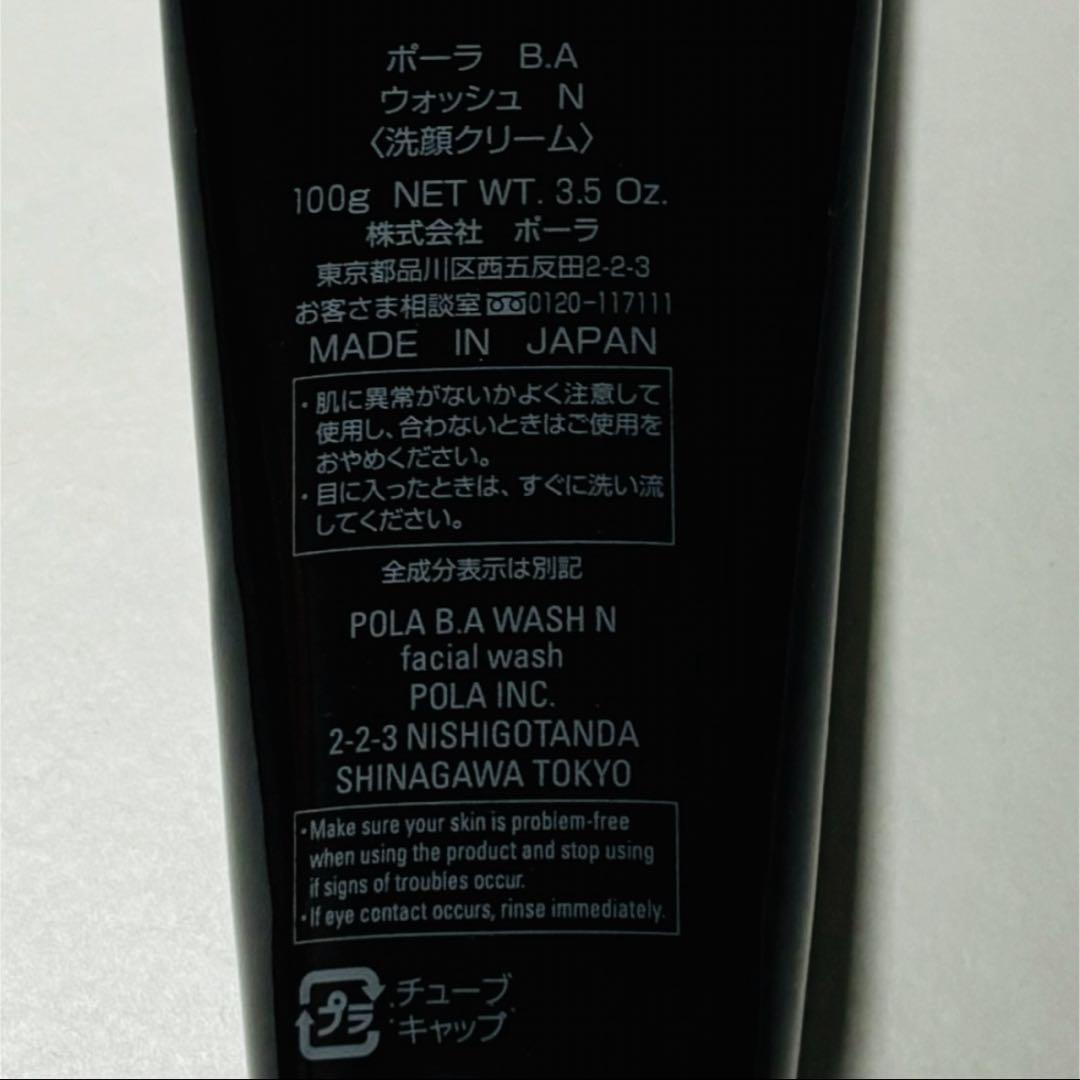 ポーラ B.A
ウォッシュ N
〈洗顔クリーム〉
100g NET WT. 3.5 Oz.
株式会社 ポーラ
東京都品川区西五反田2-2-3
お客さま相談室 0120-117111
MADE IN JAPAN
・肌に異常がないかよく注意して
使用し、合わないときはご使用を
おやめください。
・目に入ったときは、すぐに洗い流
してください。
全成分表示は別記
POLA B.A WASH N
facial wash
POLA INC.
2-2-3 NISHIGOTANDA
SHINAGAWA TOKYO
・Make sure your skin is problem-free
when using the product and stop using
if signs of troubles occur.
・If eye contact occurs, rinse immediately.
プラ
チューブ
キャップ